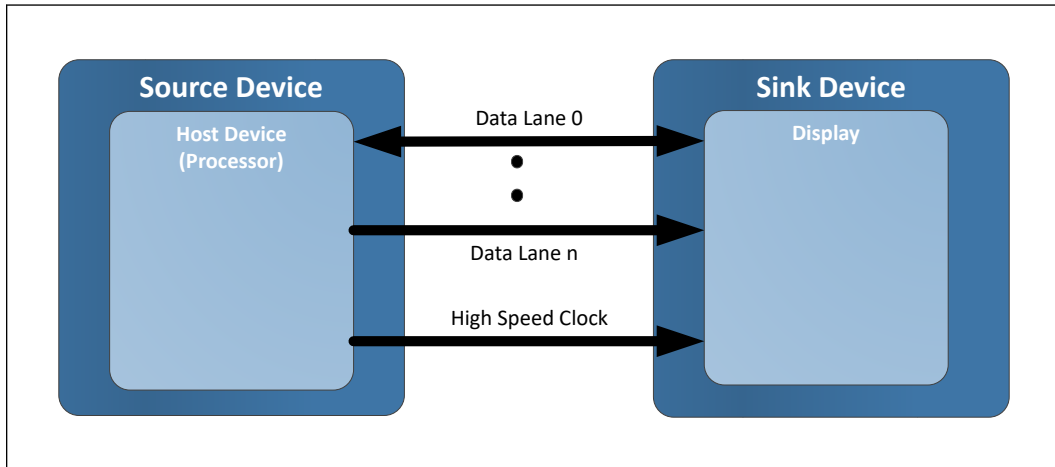 Source Device
Host Device
(Processor)
Data Lane 0
Data Lane n
High Speed Clock
Sink Device
Display